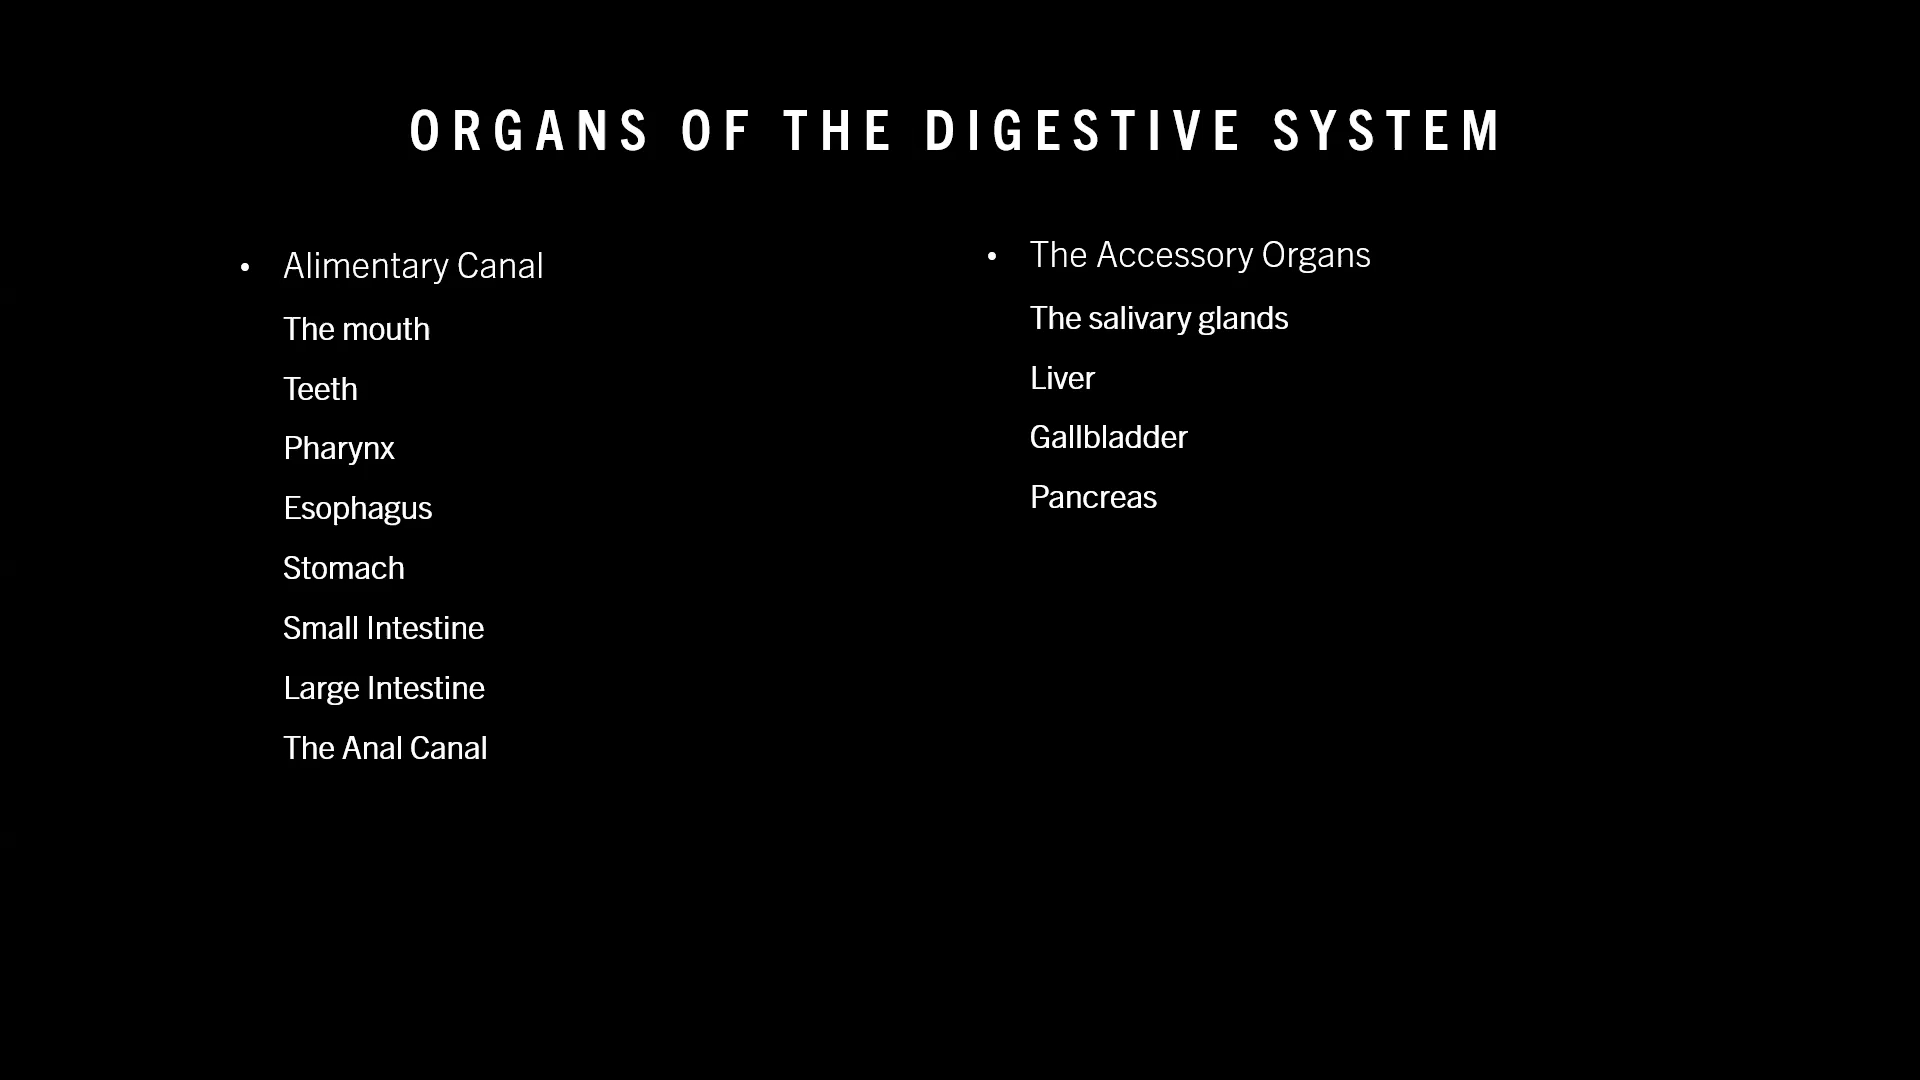 ORGANS OF THE DIGESTIVE SYSTEM
• Alimentary Canal
The mouth
Teeth
Pharynx
Esophagus
Stomach
Small Intestine
Large Intestine
The Anal Canal
• The Accessory Organs
The salivary glands
Liver
Gallbladder
Pancreas